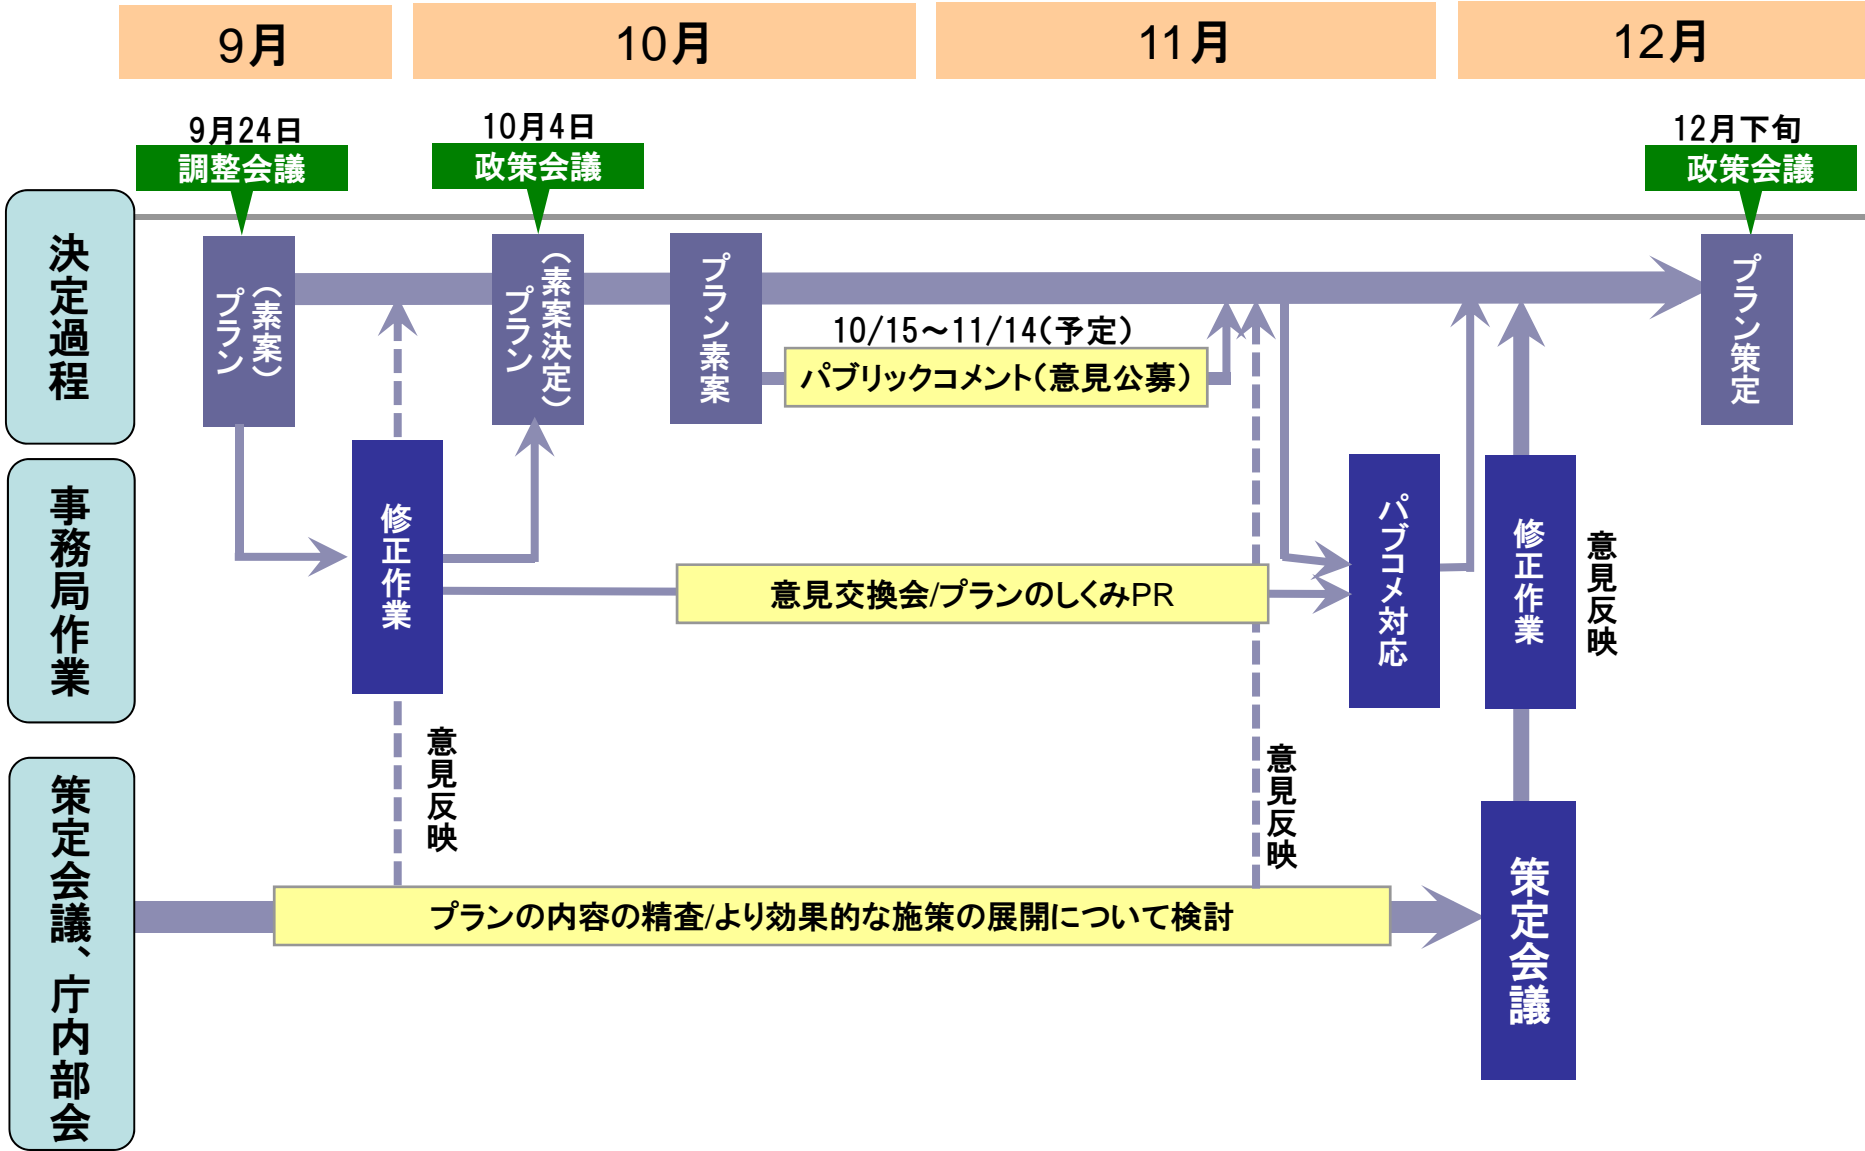 9月
10月
11月
12月
9月24日
調整会議
10月4日
政策会議
12月下旬
政策会議
決定過程
プラン
（素案）
プラン
（素案決定）
プラン素案
10/15～11/14（予定）
パブリックコメント（意見公募）
プラン策定
事務局作業
修正作業
意見交換会/プランのしくみPR
パブコメ対応
修正作業
意見反映
意見反映
意見反映
策定会議、庁内部会
プランの内容の精査/より効果的な施策の展開について検討
策定会議